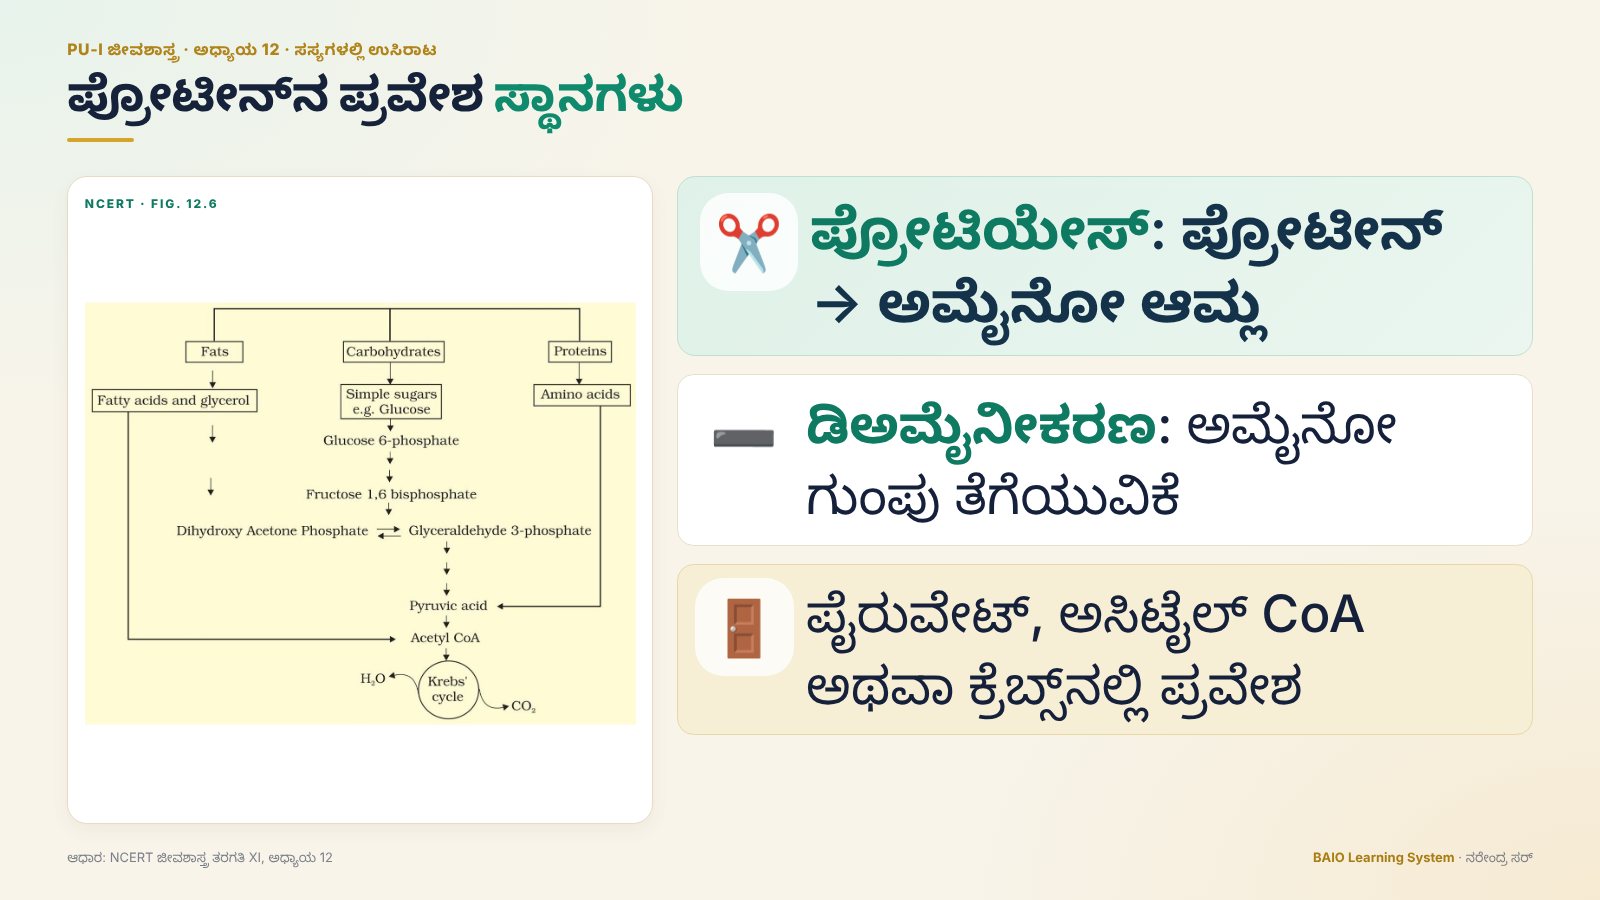 PU-I ಜೀವಶಾಸ್ತ್ರ · ಅಧ್ಯಾಯ 12 · ಸಸ್ಯಗಳಲ್ಲಿ ಉಸಿರಾಟ
ಪ್ರೋಟೀನ್‌ನ ಪ್ರವೇಶ ಸ್ಥಾನಗಳು
NCERT · FIG. 12.6
Fats
Carbohydrates
Proteins
Fatty acids and glycerol
Simple sugars
e.g. Glucose
Amino acids
Glucose 6-phosphate
Fructose 1,6 bisphosphate
Dihydroxy Acetone Phosphate
Glyceraldehyde 3-phosphate
Pyruvic acid
Acetyl CoA
H₂O
Krebs'
cycle
CO₂
ಪ್ರೋಟಿಯೇಸ್: ಪ್ರೋಟೀನ್
→ ಅಮೈನೋ ಆಮ್ಲ
ಡಿಅಮೈನೀಕರಣ: ಅಮೈನೋ
ಗುಂಪು ತೆಗೆಯುವಿಕೆ
ಪೈರುವೇಟ್, ಅಸಿಟೈಲ್ CoA
ಅಥವಾ ಕ್ರೆಬ್ಸ್‌ನಲ್ಲಿ ಪ್ರವೇಶ
ಆಧಾರ: NCERT ಜೀವಶಾಸ್ತ್ರ ತರಗತಿ XI, ಅಧ್ಯಾಯ 12
BAIO Learning System · ನರೇಂದ್ರ ಸರ್